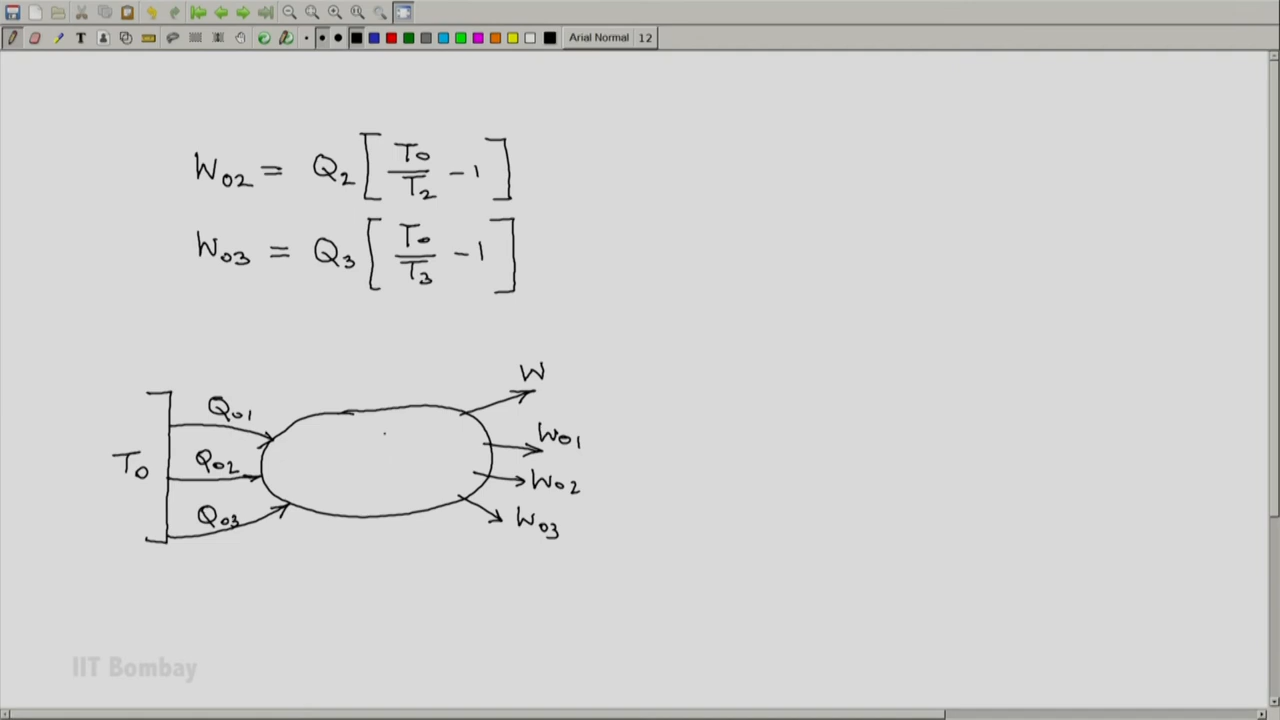 Arial Normal 12
W02 = Q2 [ T0/T2 - 1 ]
W03 = Q3 [ T0/T3 - 1 ]
W
Q01
W01
T0
Q02
W02
Q03
W03
IIT Bombay